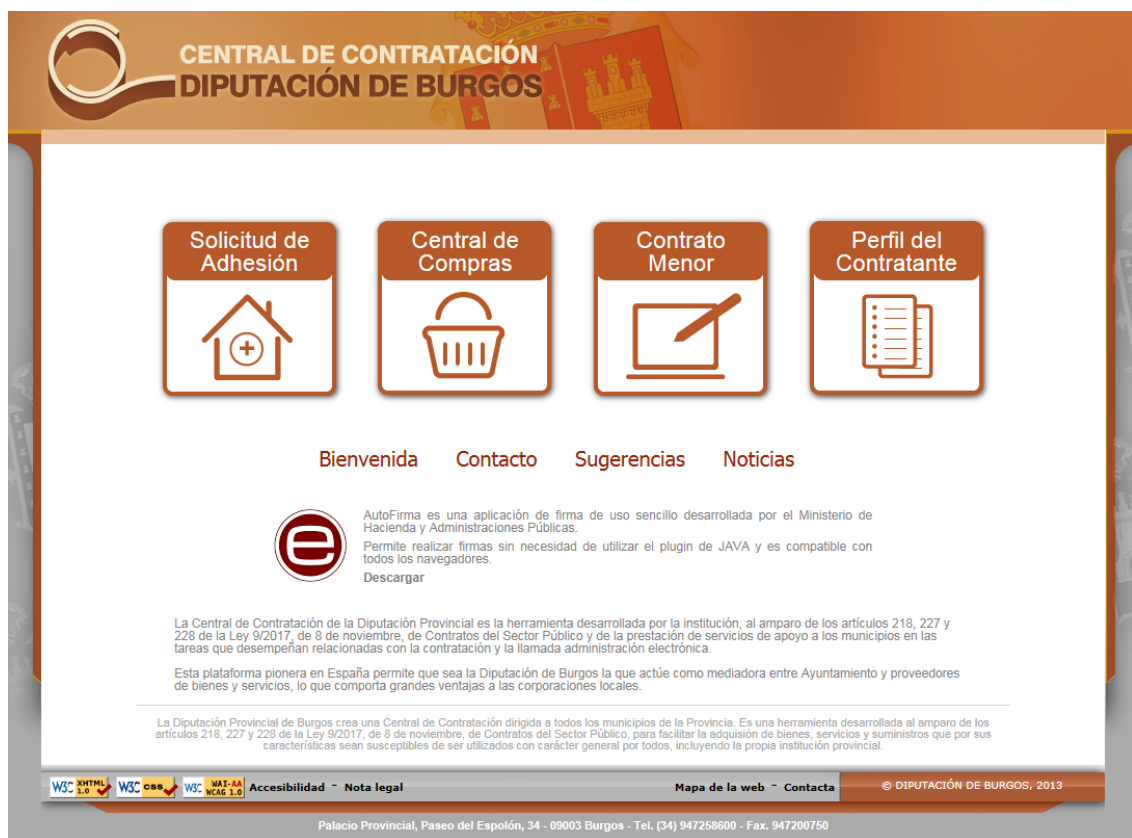 CENTRAL DE CONTRATACIÓN
DIPUTACIÓN DE BURGOS
Solicitud de
Adhesión
Central de
Compras
Contrato
Menor
Perfil del
Contratante
Bienvenida Contacto Sugerencias Noticias
AutoFirma es una aplicación de firma de uso sencillo desarrollada por el Ministerio de
Hacienda y Administraciones Públicas.
Permite realizar firmas sin necesidad de utilizar el plugin de JAVA y es compatible con
todos los navegadores.
Descargar
La Central de Contratación de la Diputación Provincial es la herramienta desarrollada por la institución, al amparo de los artículos 218, 227 y
228 de la Ley 9/2017, de 8 de noviembre, de Contratos del Sector Público y de la prestación de servicios de apoyo a los municipios en las
tareas que desempeñan relacionadas con la contratación y la llamada administración electrónica.
Esta plataforma pionera en España permite que sea la Diputación de Burgos la que actúe como mediadora entre Ayuntamiento y proveedores
de bienes y servicios, lo que comporta grandes ventajas a las corporaciones locales.
La Diputación Provincial de Burgos crea una Central de Contratación dirigida a todos los municipios de la Provincia. Es una herramienta desarrollada al amparo de los
artículos 218, 227 y 228 de la Ley 9/2017, de 8 de noviembre, de Contratos del Sector Público, para facilitar la adquisión de bienes, servicios y suministros que por sus
características sean susceptibles de ser utilizados con carácter general por todos, incluyendo la propia institución provincial.
W3C XHTML 1.0 W3C css W3C WAI-AA WCAG 1.0 Accesibilidad - Nota legal Mapa de la web - Contacta © DIPUTACIÓN DE BURGOS, 2013
Palacio Provincial, Paseo del Espolón, 34 - 09003 Burgos - Tel. (34) 947258600 - Fax. 947200750